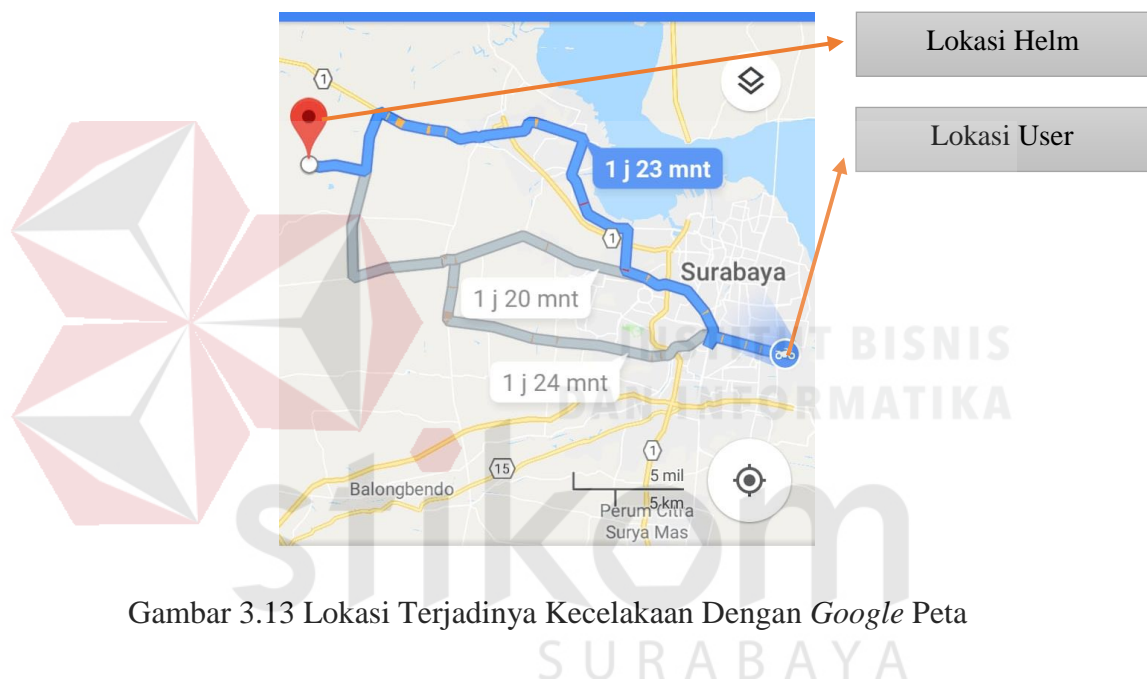 Lokasi Helm
Lokasi User
1
1 j 23 mnt
1
Surabaya
1 j 20 mnt
INSTITUT BISNIS
1 j 24 mnt
DAN INFORMATIKA
1
15
5 mil
Balongbendo
5 km
Perum Citra
Surya Mas
stikom
Gambar 3.13 Lokasi Terjadinya Kecelakaan Dengan Google Peta
SURABAYA